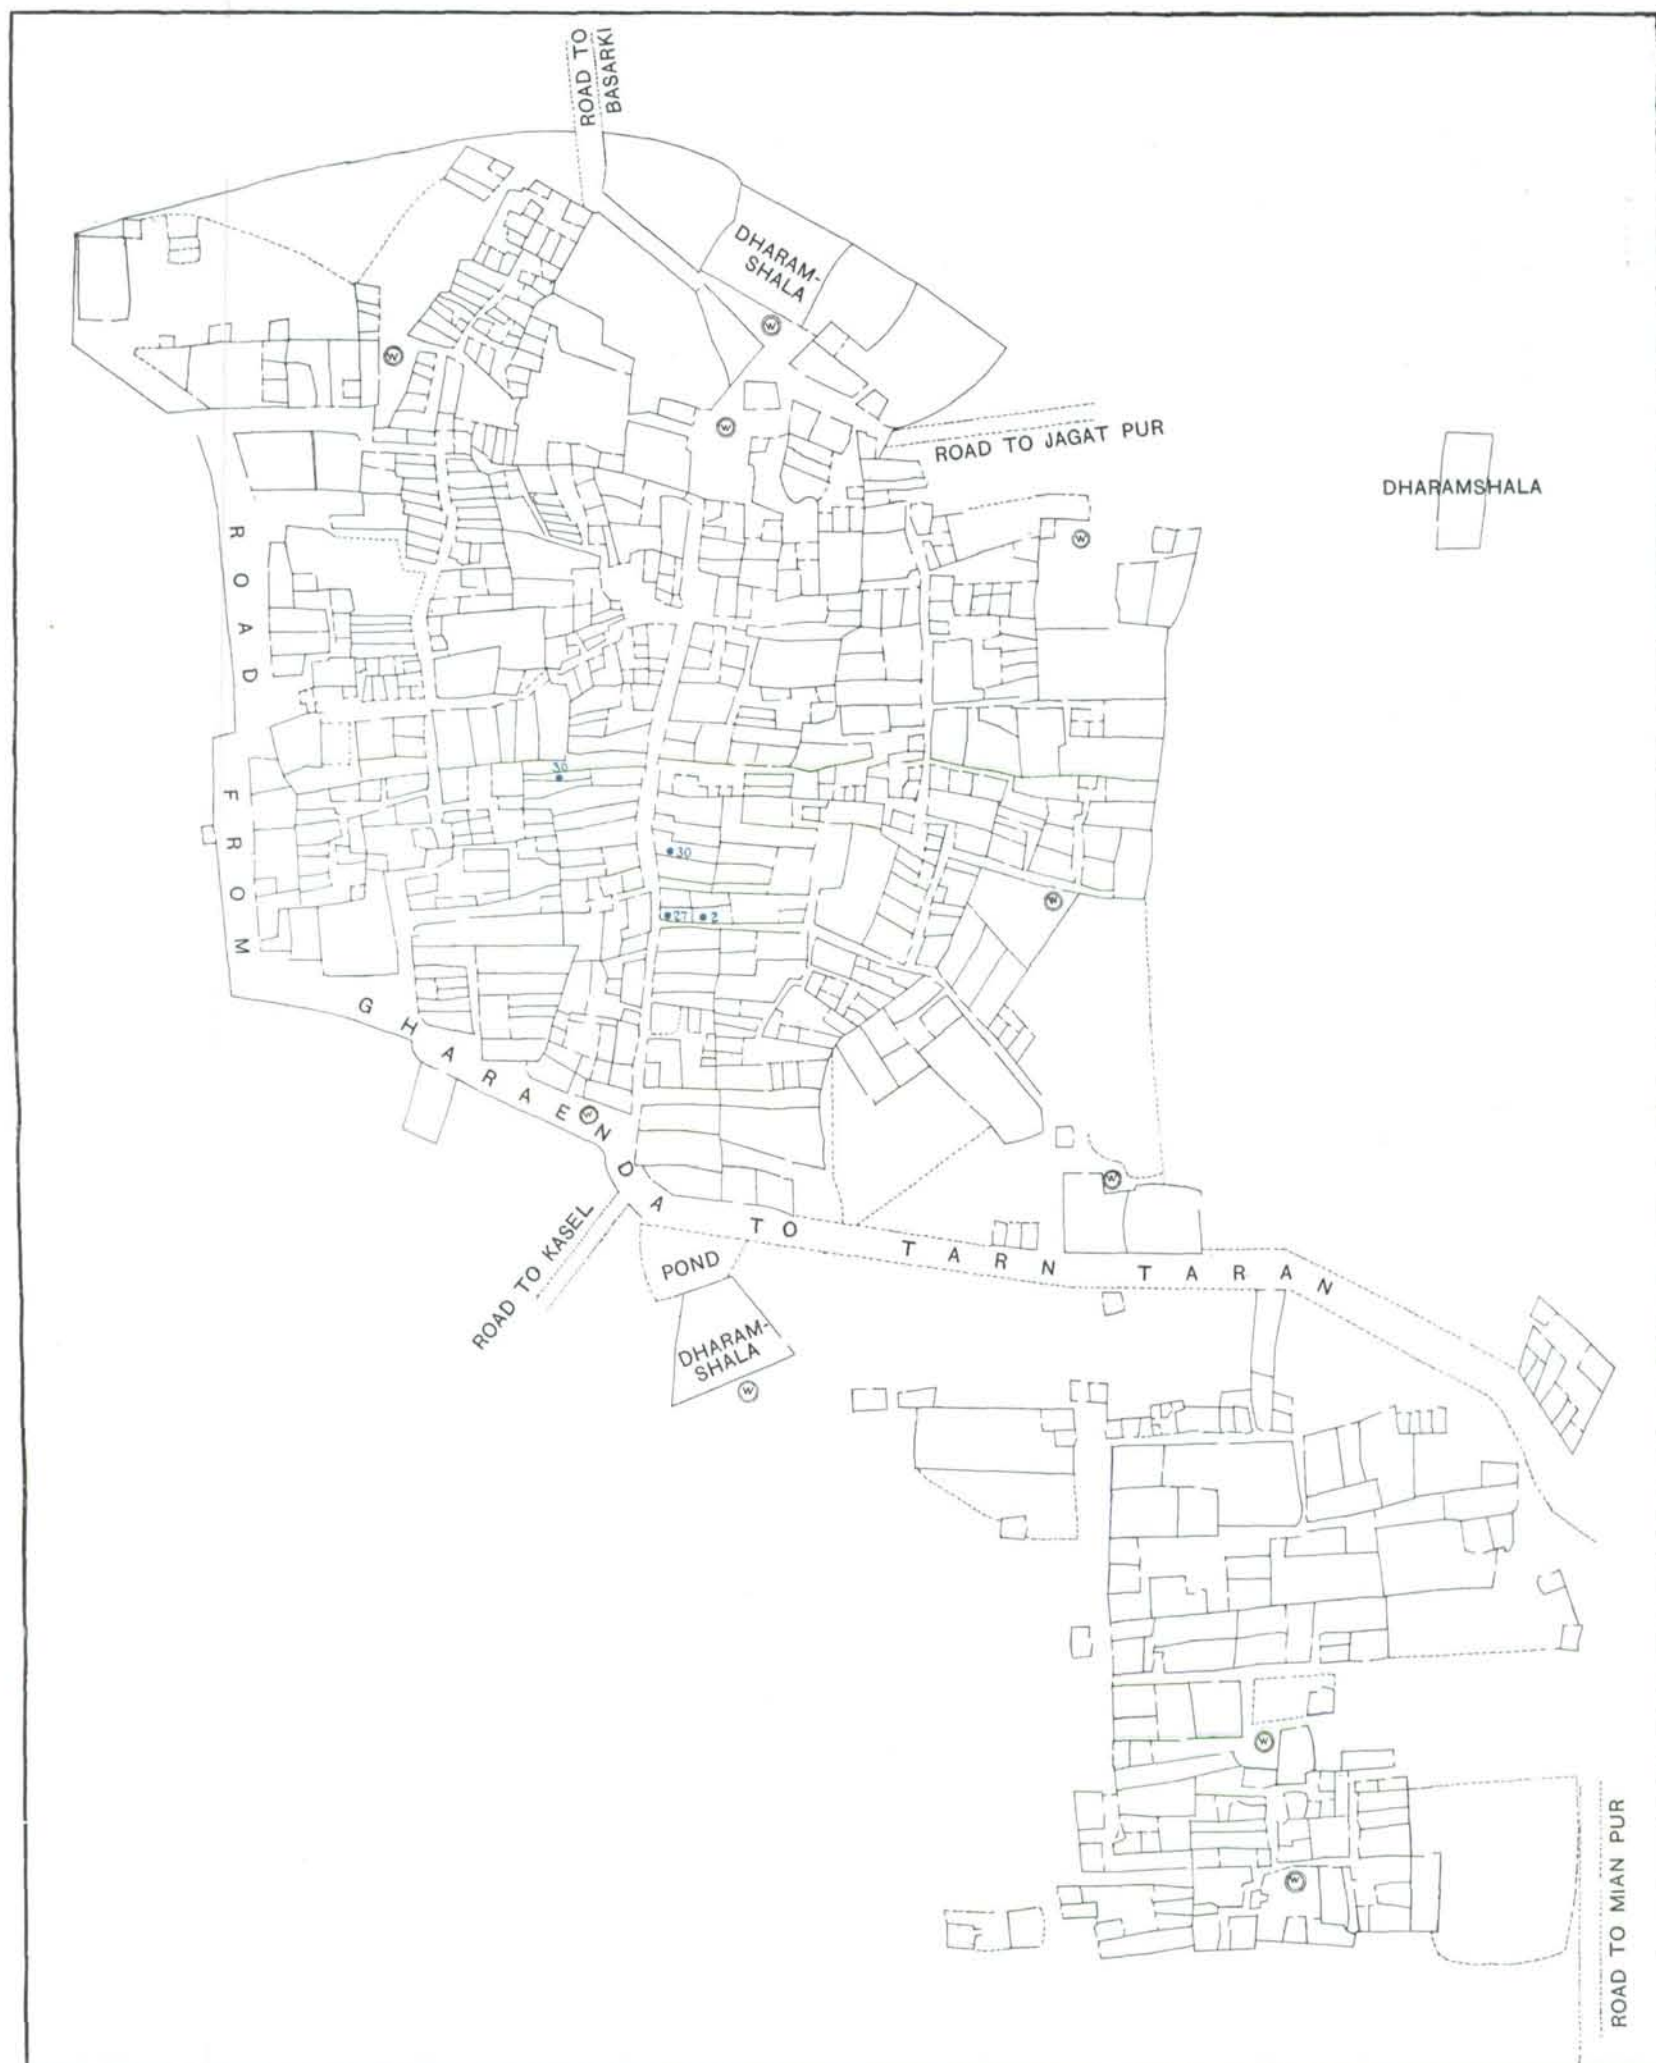 ROAD TO
BASARKI
DHARAM-
SHALA
W
W
W
ROAD TO JAGAT PUR
DHARAMSHALA
W
ROAD FROM GHARAENDA TO TARN TARAN
30
30
27 2
W
W
W
ROAD TO KASEL
POND
DHARAM-
SHALA
W
W
W
ROAD TO MIAN PUR